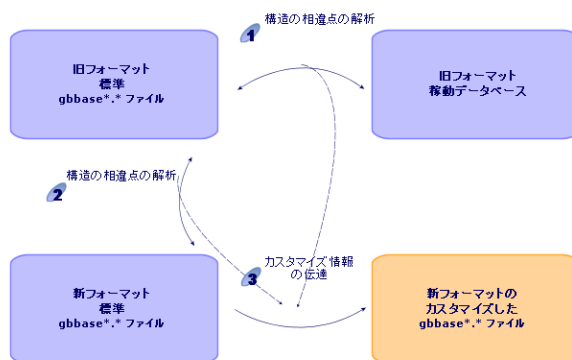 構造の相違点の解析
1
旧フォーマット
標準
gbbase*.* ファイル
旧フォーマット
稼動データベース
2
構造の相違点の解析
3
カスタマイズ情報
の伝達
新フォーマット
標準
gbbase*.* ファイル
新フォーマットの
カスタマイズした
gbbase*.* ファイル